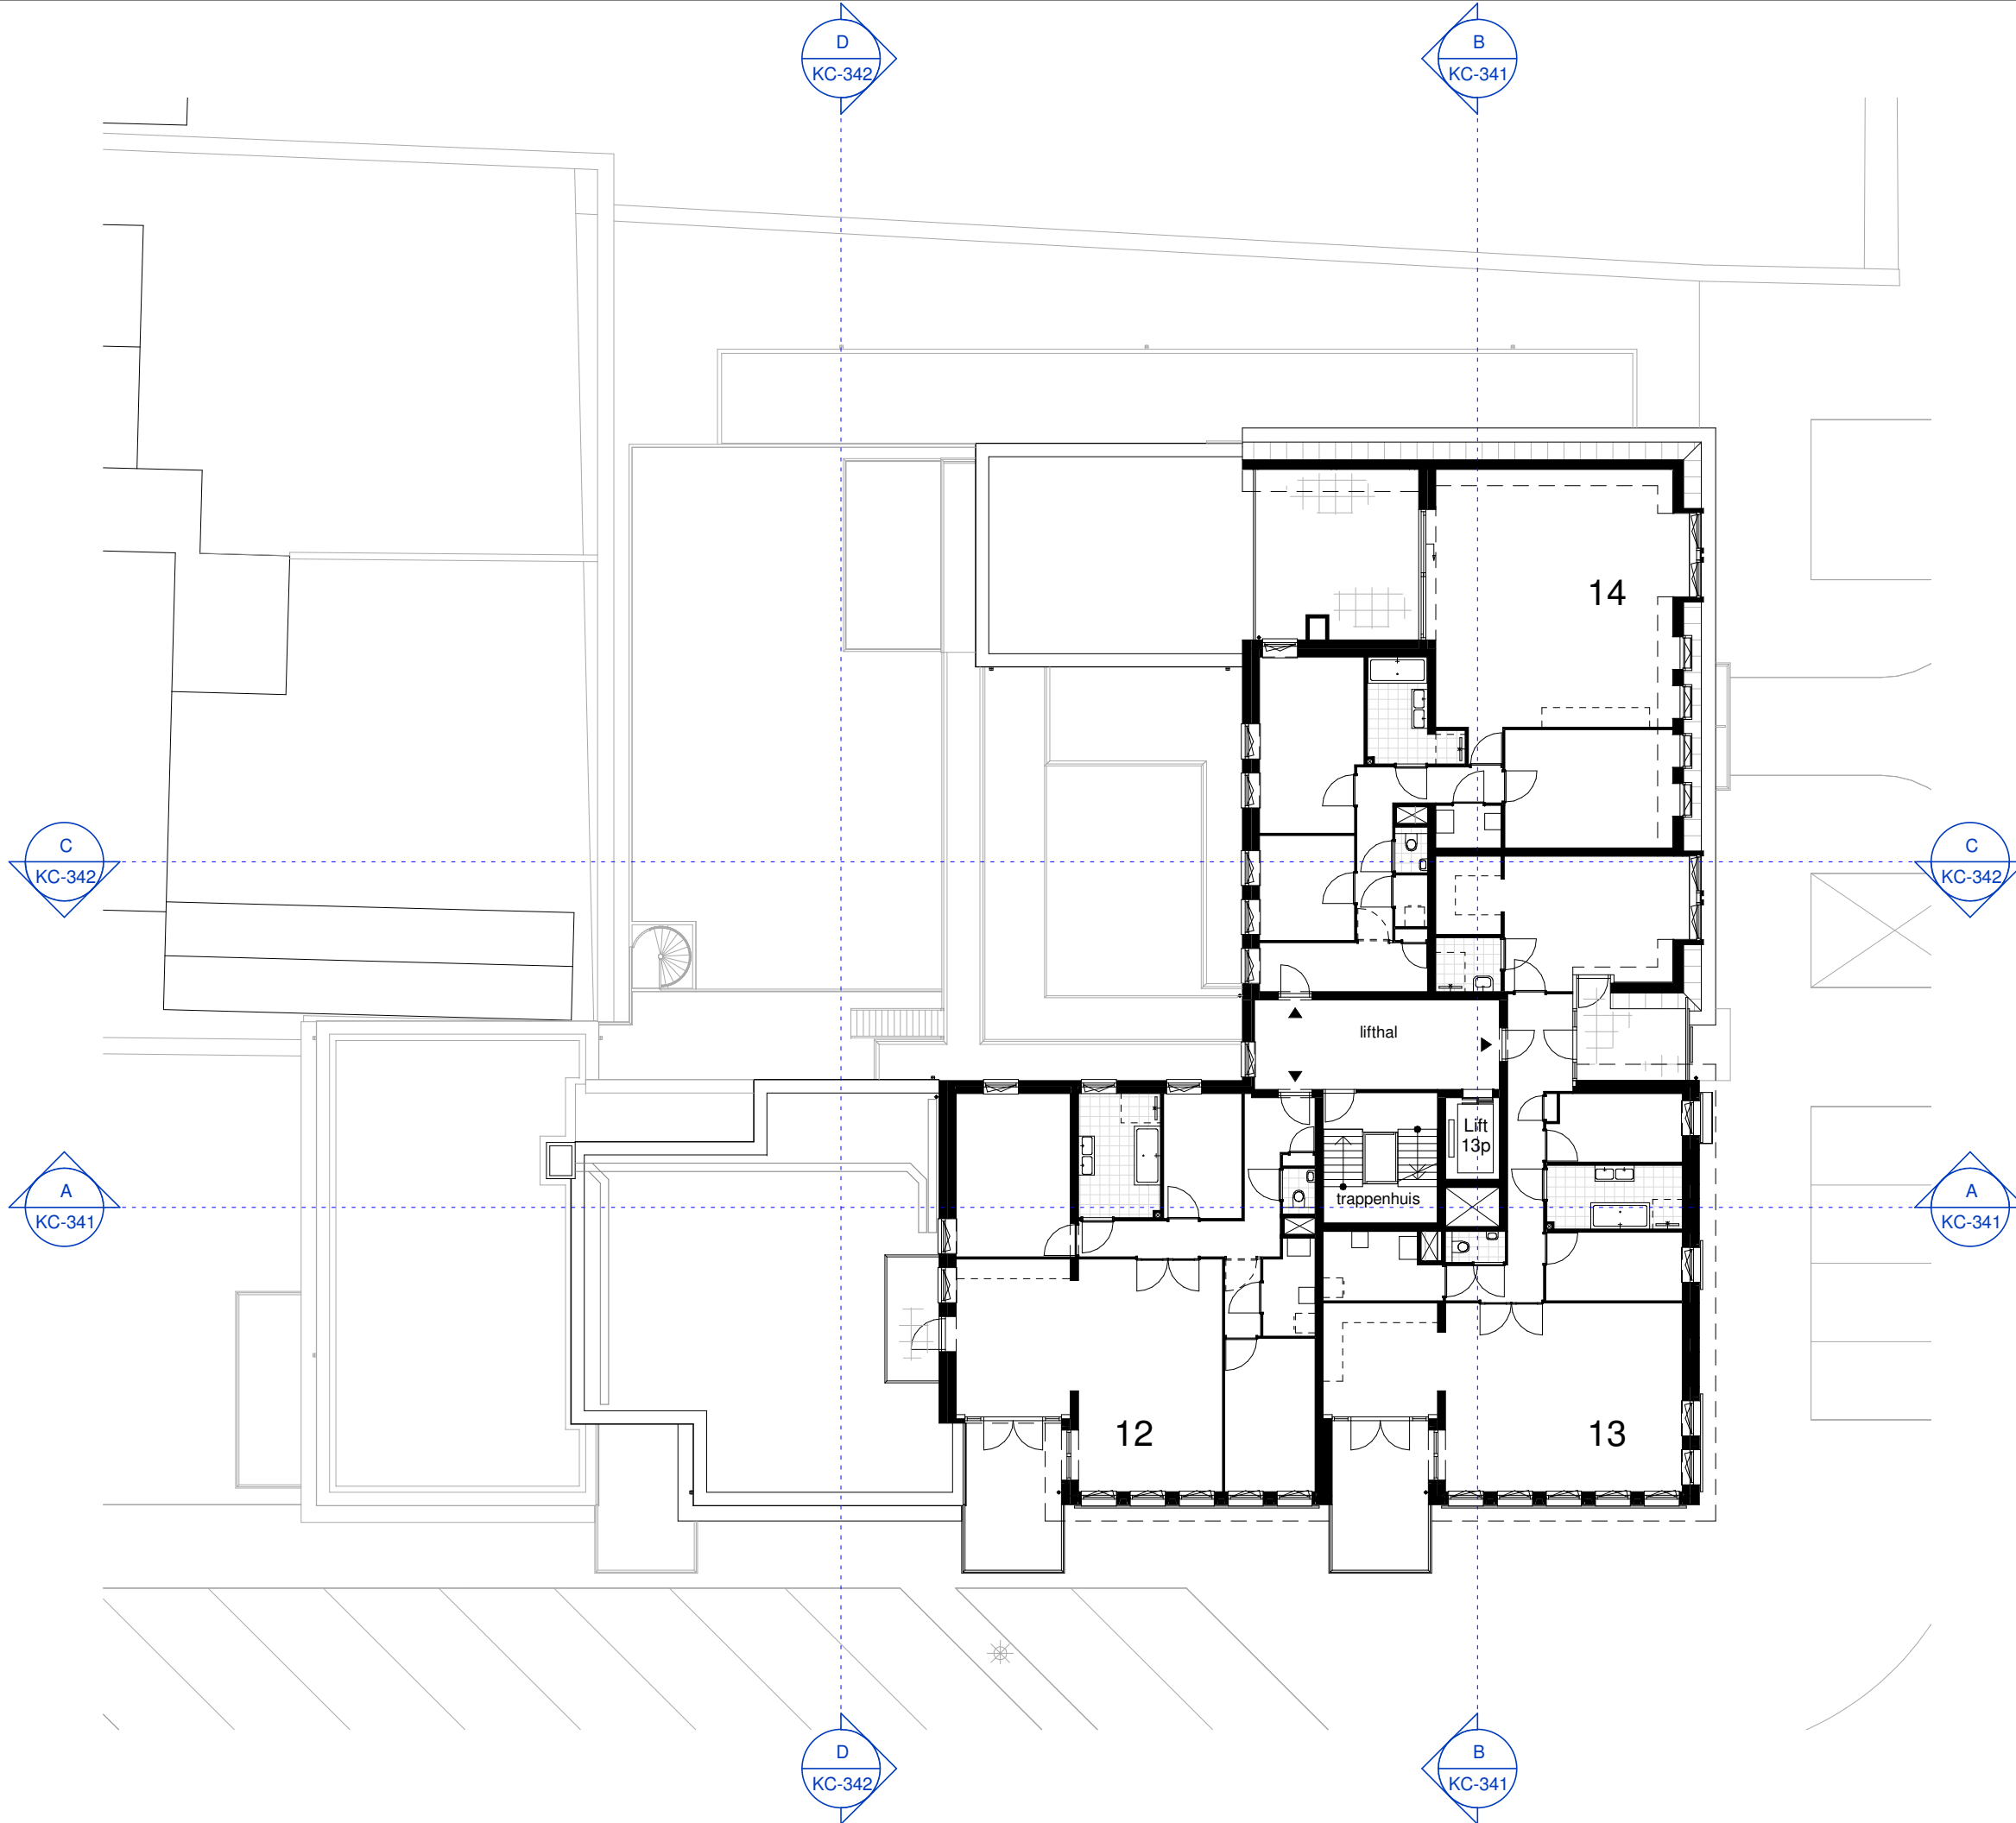 D
KC-342
B
KC-341
14
C
KC-342
C
KC-342
lifthal
Lift
13p
trappenhuis
A
KC-341
A
KC-341
12
13
D
KC-342
B
KC-341